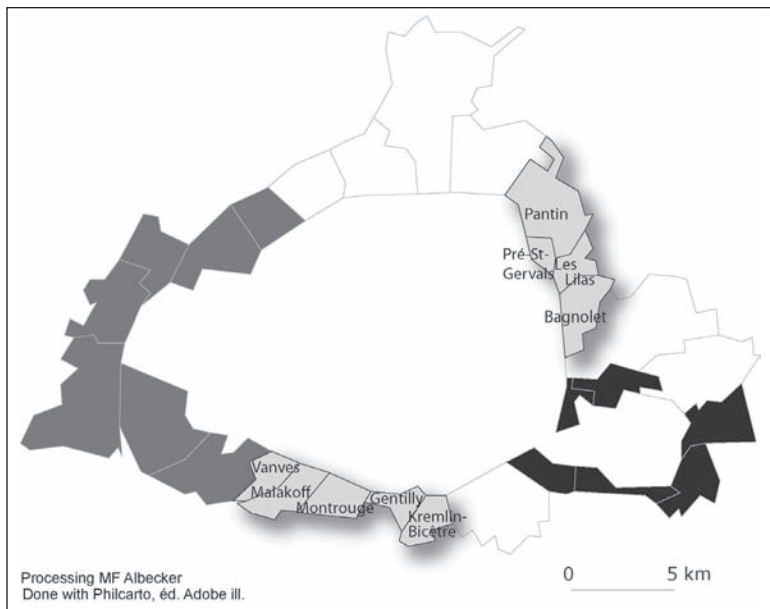 Pantin
Pré-St-
Gervais
Les
Lilas
Bagnolet
Vanves
Malakoff
Montrouge
Gentilly
Kremlin-
Bicêtre
Processing MF Albecker
Done with Philcarto, éd. Adobe ill.
0 5 km